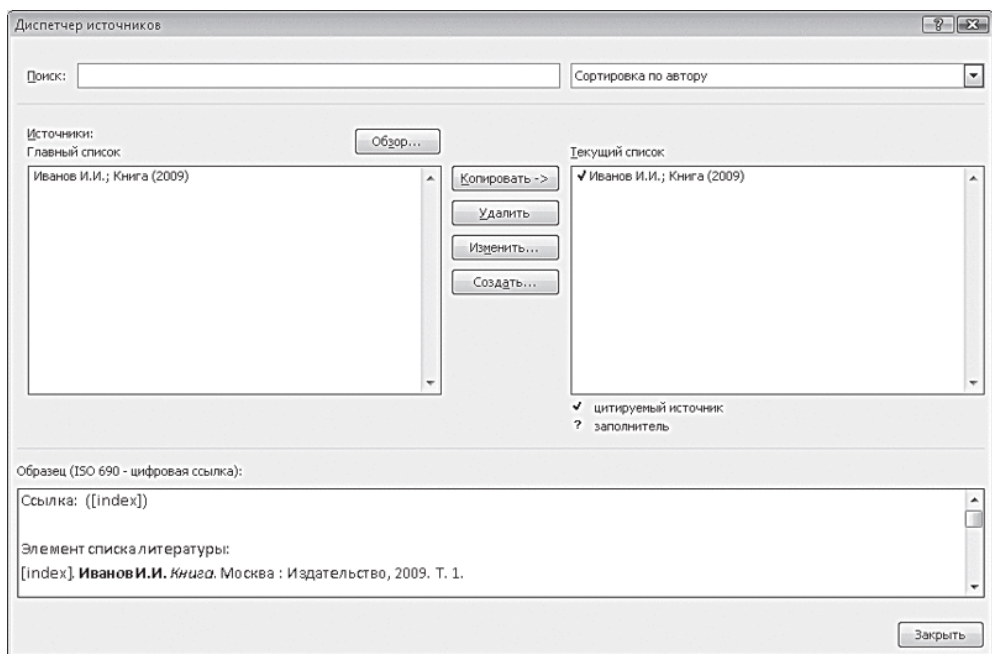 Диспетчер источников
Поиск:
Сортировка по автору
Источники:
Главный список
Обзор...
Текущий список
Иванов И.И.; Книга (2009)
Копировать ->
Удалить
Изменить...
Создать...
✓ Иванов И.И.; Книга (2009)
✓ цитируемый источник
? заполнитель
Образец (ISO 690 - цифровая ссылка):
Ссылка: ([index])
Элемент списка литературы:
[index]. Иванов И.И. Книга. Москва : Издательство, 2009. Т. 1.
Закрыть